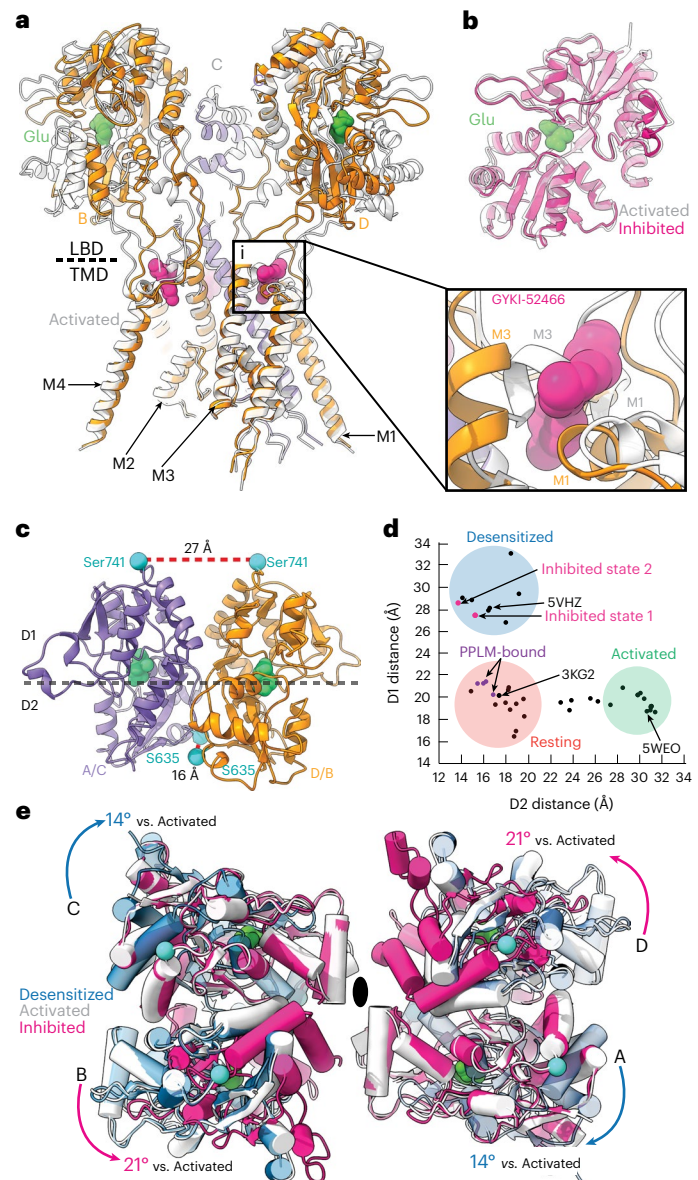 a
C
Glu
B
D
LBD
TMD
i
Activated
M4
M2
M3
M1
b
Glu
Activated
Inhibited
GYKI-52466
M3
M3
M1
M1
c
Ser741
27 Å
Ser741
D1
D2
S635
S635
16 Å
A/C
D/B
d
Desensitized
Inhibited state 2
5VHZ
Inhibited state 1
PPLM-bound
Activated
3KG2
Resting
5WEO
D1 distance (Å)
34
32
30
28
26
24
22
20
18
16
14
12 14 16 18 20 22 24 26 28 30 32 34
D2 distance (Å)
e
14° vs. Activated
C
21° vs. Activated
D
Desensitized
Activated
Inhibited
B
A
21° vs. Activated
14° vs. Activated